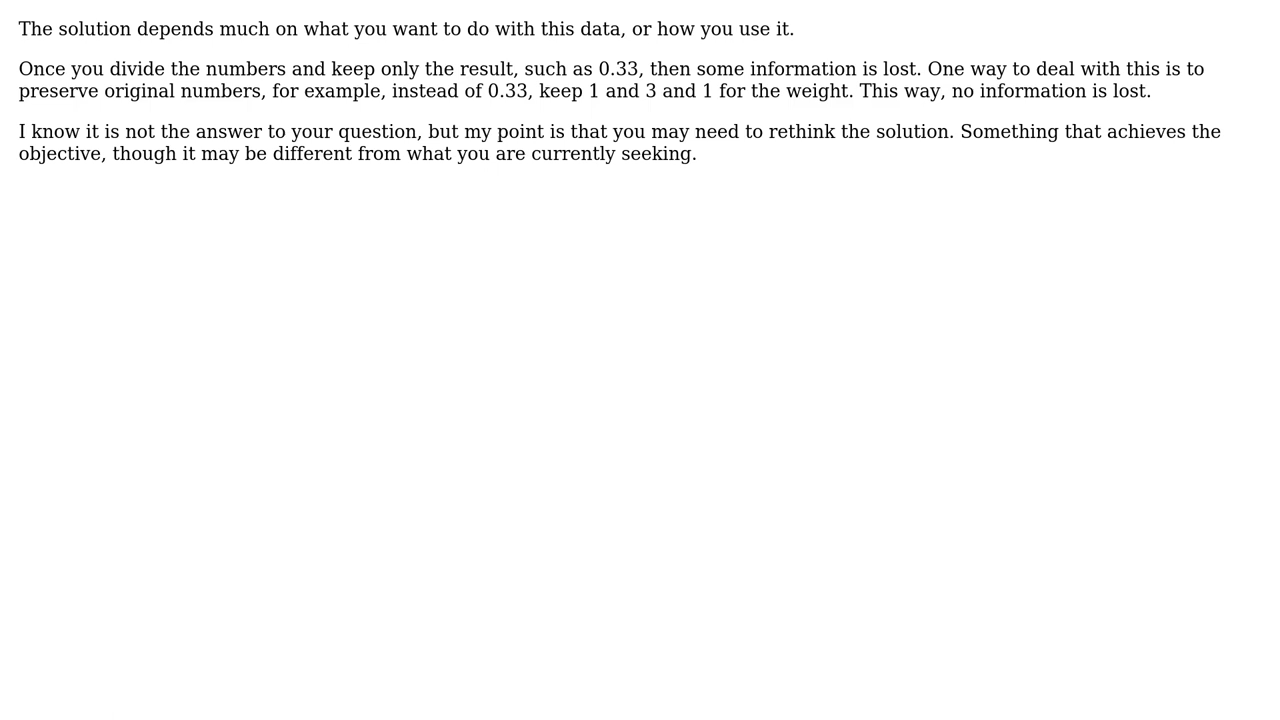 The solution depends much on what you want to do with this data, or how you use it.
Once you divide the numbers and keep only the result, such as 0.33, then some information is lost. One way to deal with this is to
preserve original numbers, for example, instead of 0.33, keep 1 and 3 and 1 for the weight. This way, no information is lost.
I know it is not the answer to your question, but my point is that you may need to rethink the solution. Something that achieves the
objective, though it may be different from what you are currently seeking.